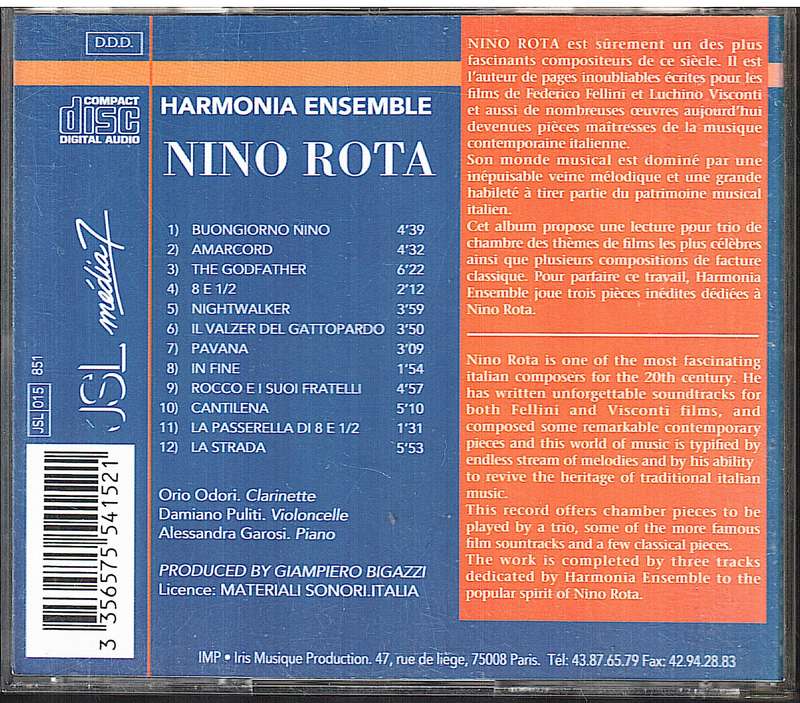 D.D.D.
COMPACT
disc
DIGITAL AUDIO
HARMONIA ENSEMBLE
NINO ROTA
1) BUONGIORNO NINO 4'39
2) AMARCORD 4'32
3) THE GODFATHER 6'22
4) 8 E 1/2 2'12
5) NIGHTWALKER 3'59
6) IL VALZER DEL GATTOPARDO 3'50
7) PAVANA 3'09
8) IN FINE 1'54
9) ROCCO E I SUOI FRATELLI 4'57
10) CANTILENA 5'10
11) LA PASSERELLA DI 8 E 1/2 1'31
12) LA STRADA 5'53
Orio Odori. Clarinette
Damiano Puliti. Violoncelle
Alessandra Garosi. Piano
PRODUCED BY GIAMPIERO BIGAZZI
Licence: MATERIALI SONORI.ITALIA
NINO ROTA est sûrement un des plus
fascinants compositeurs de ce siècle. Il est
l'auteur de pages inoubliables écrites pour les
films de Federico Fellini et Luchino Visconti
et aussi de nombreuses œuvres aujourd'hui
devenues pièces maîtresses de la musique
contemporaine italienne.
Son monde musical est dominé par une
inépuisable veine mélodique et une grande
habileté à tirer partie du patrimoine musical
italien.
Cet album propose une lecture pour trio de
chambre des thèmes de films les plus célèbres
ainsi que plusieurs compositions de facture
classique. Pour parfaire ce travail, Harmonia
Ensemble joue trois pièces inédites dédiées à
Nino Rota.
Nino Rota is one of the most fascinating
italian composers for the 20th century. He
has written unforgettable soundtracks for
both Fellini and Visconti films, and
composed some remarkable contemporary
pieces and this world of music is typified by
endless stream of melodies and by his ability
to revive the heritage of traditional italian
music.
This record offers chamber pieces to be
played by a trio, some of the more famous
film sountracks and a few classical pieces.
The work is completed by three tracks
dedicated by Harmonia Ensemble to the
popular spirit of Nino Rota.
JSL média 7
JSL 015 851
3 356575 541521
IMP • Iris Musique Production. 47, rue de liège, 75008 Paris. Tél: 43.87.65.79 Fax: 42.94.28.83